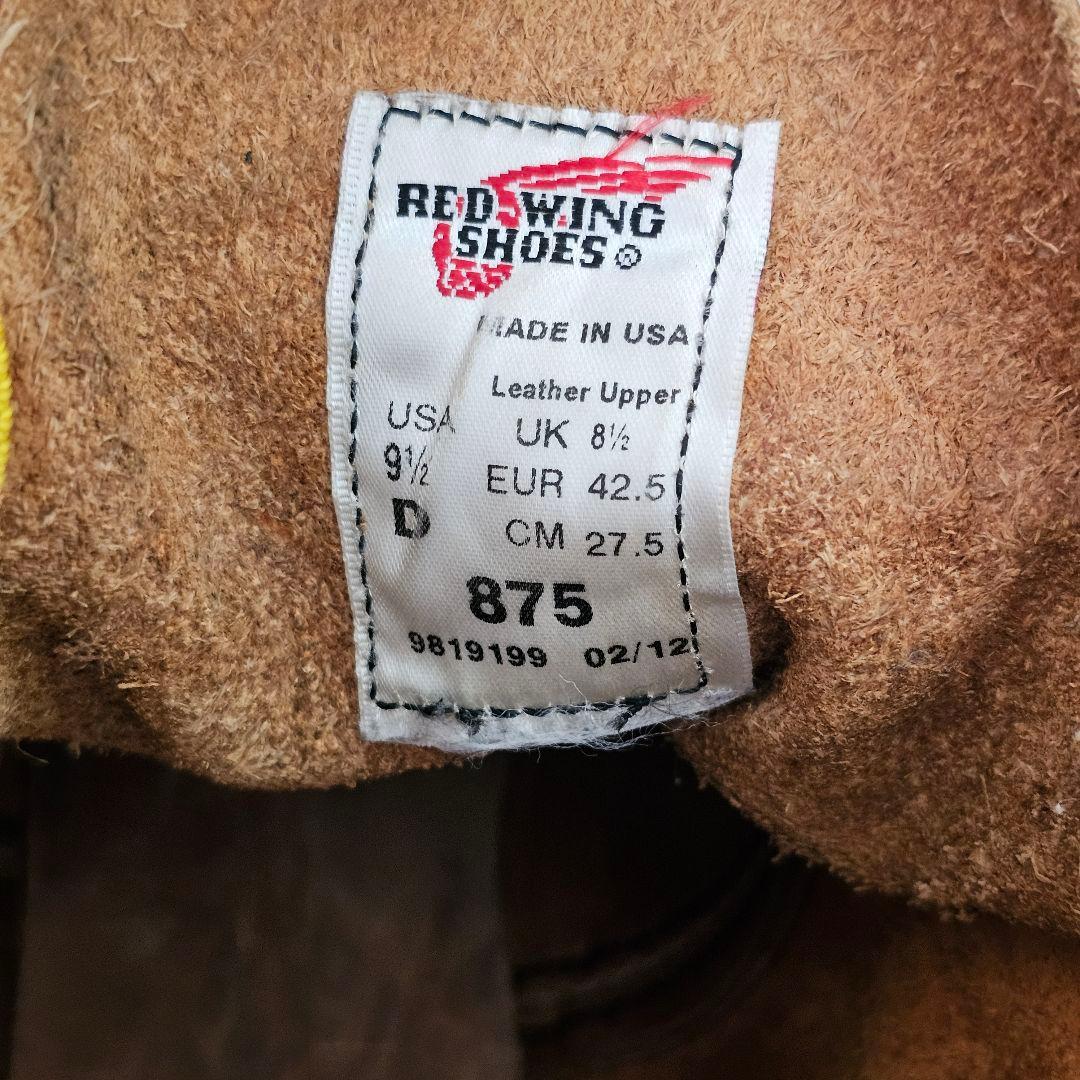 RED WING
SHOES®
MADE IN USA
Leather Upper
USA UK 8½
9½ EUR 42.5
D CM 27.5
875
9819199 02/12